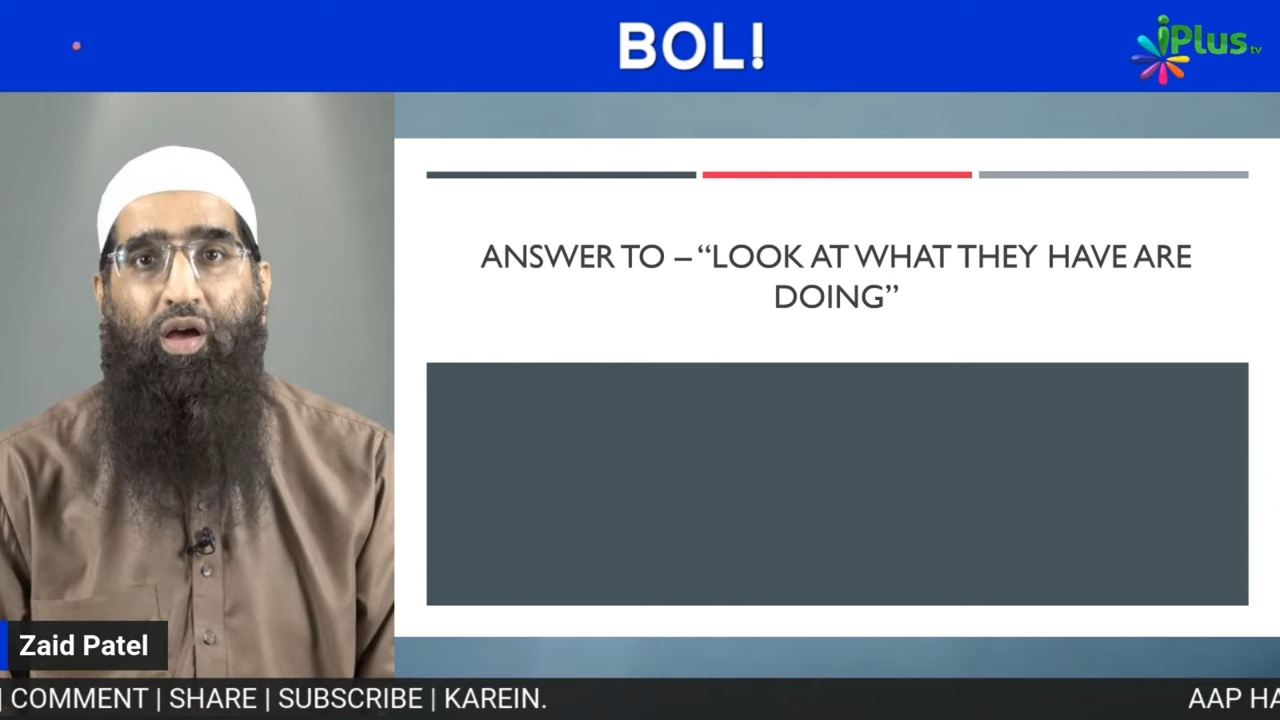 BOL!
iPlus tv
ANSWER TO – “LOOK AT WHAT THEY HAVE ARE
DOING”
Zaid Patel
| COMMENT | SHARE | SUBSCRIBE | KAREIN.
AAP HA